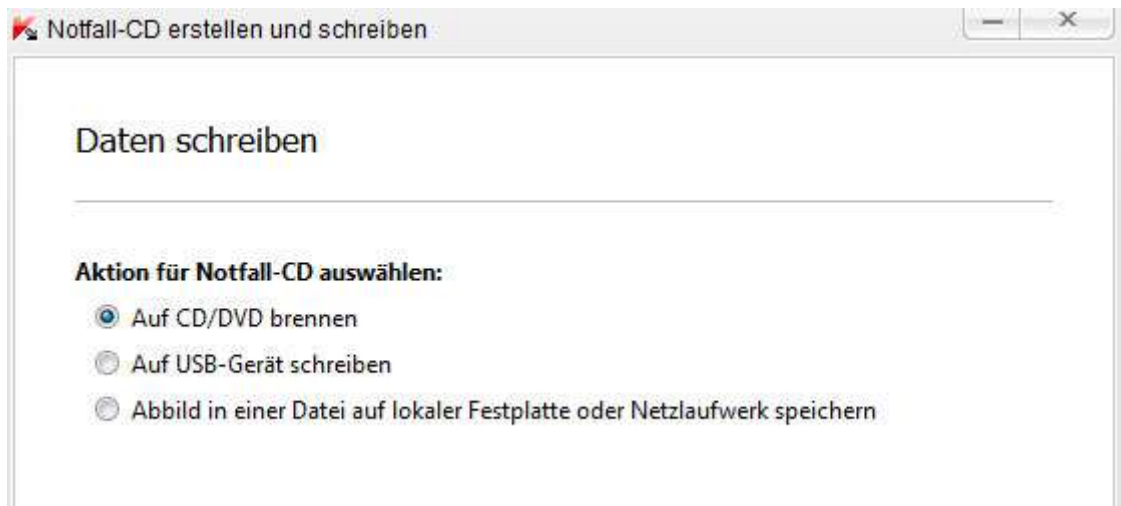 Notfall-CD erstellen und schreiben
Daten schreiben
Aktion für Notfall-CD auswählen:
Auf CD/DVD brennen
Auf USB-Gerät schreiben
Abbild in einer Datei auf lokaler Festplatte oder Netzlaufwerk speichern